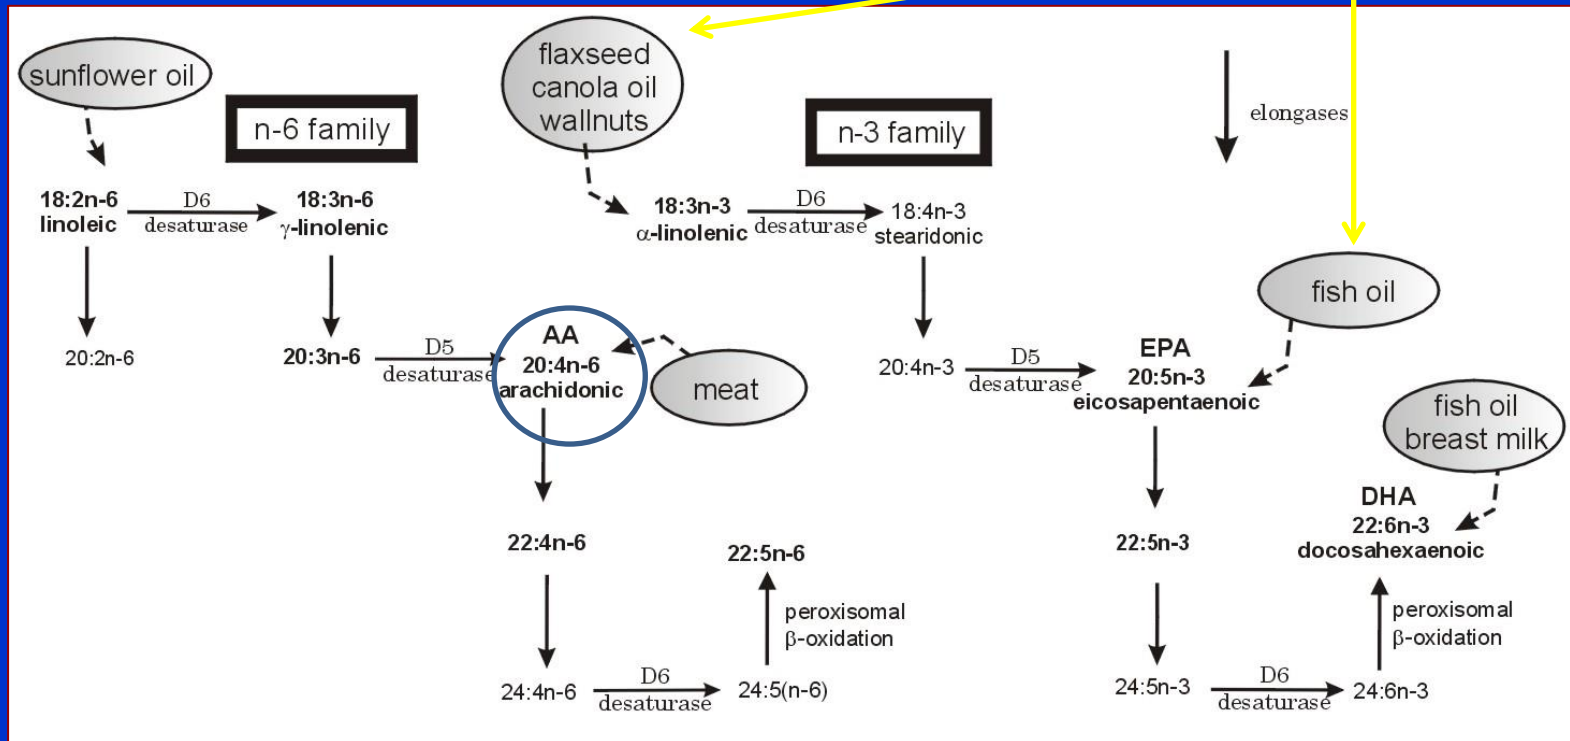 sunflower oil
n-6 family
18:2n-6
linoleic
D6
desaturase
18:3n-6
γ-linolenic
20:2n-6
20:3n-6
D5
desaturase
AA
20:4n-6
arachidonic
meat
22:4n-6
24:4n-6
D6
desaturase
24:5(n-6)
peroxisomal
β-oxidation
22:5n-6
flaxseed
canola oil
wallnuts
n-3 family
elongases
18:3n-3
α-linolenic
D6
desaturase
18:4n-3
stearidonic
20:4n-3
D5
desaturase
EPA
20:5n-3
eicosapentaenoic
fish oil
22:5n-3
24:5n-3
D6
desaturase
24:6n-3
peroxisomal
β-oxidation
DHA
22:6n-3
docosahexaenoic
fish oil
breast milk